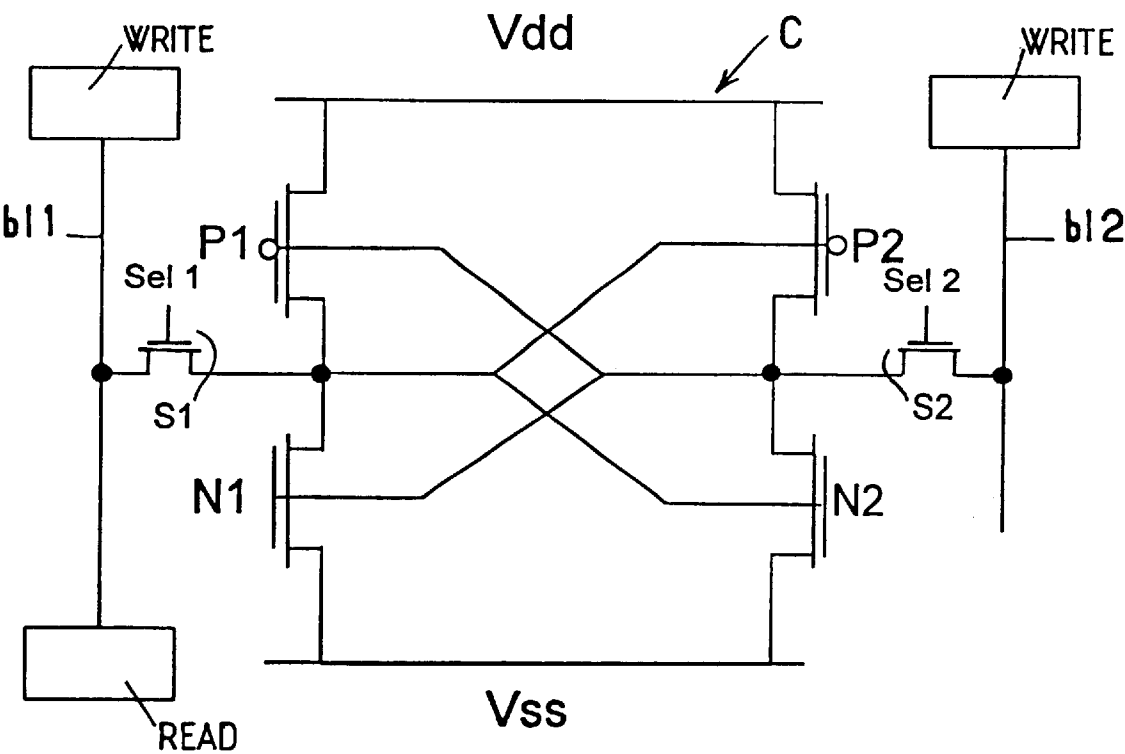 WRITE
Vdd
C
WRITE
bl1
P1
P2
bl2
Sel 1
Sel 2
S1
S2
N1
N2
Vss
READ